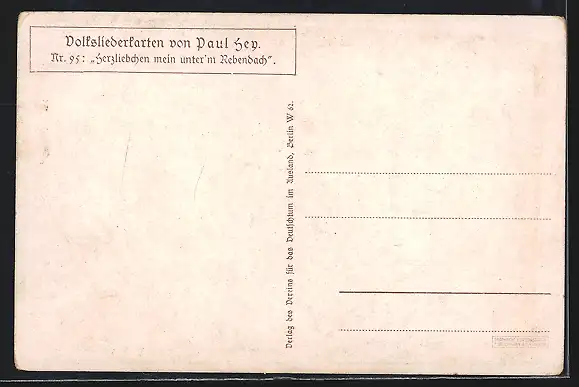 Volksliederkarten von Paul Hey.
Nr. 95: „Herzliebchen mein unter'm Rebendach".
Verlag des Vereins für das Deutschtum im Ausland, Berlin W 62.